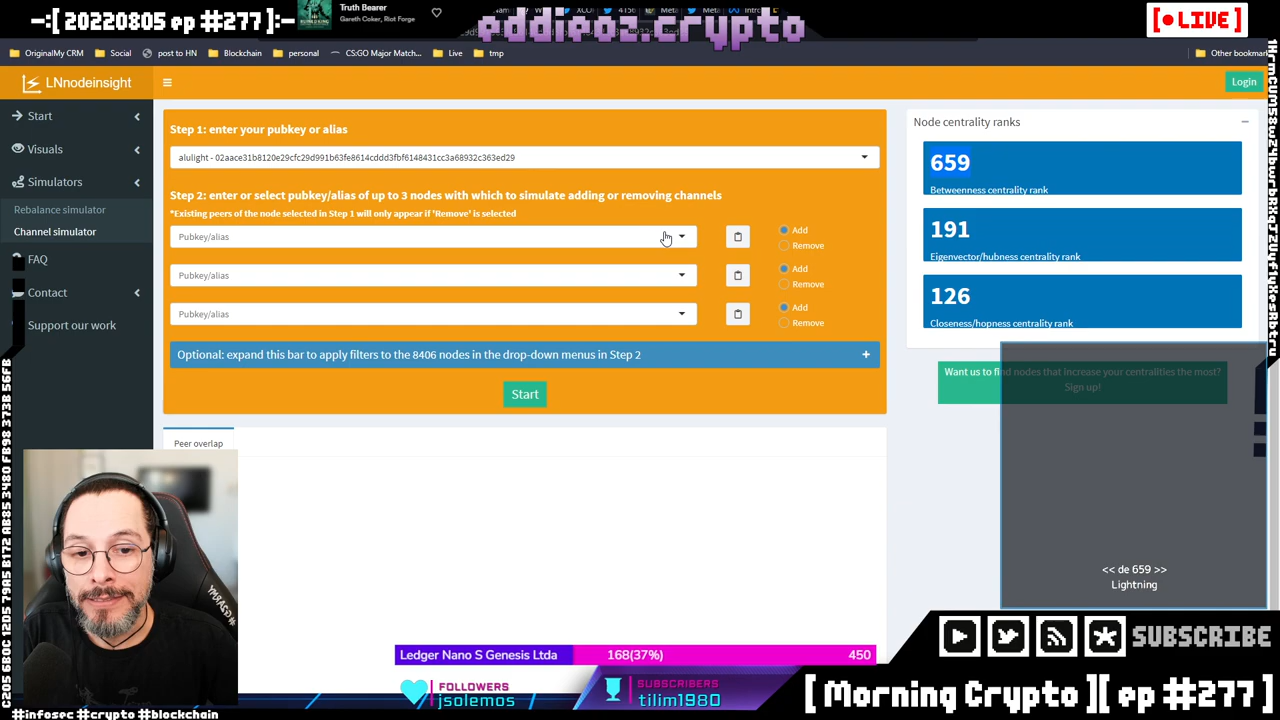 -:[ 20220805 ep #277 ]:-
Truth Bearer
Gareth Coker, Riot Forge
eddieoz.crypto
[● LIVE]
OriginalMy CRM
Social
post to HN
Blockchain
personal
CS:GO Major Match...
Live
tmp
Other bookmar
LNnodeinsight
Login
Start
Visuals
Simulators
Rebalance simulator
Channel simulator
FAQ
Contact
Support our work
Step 1: enter your pubkey or alias
alulight - 02aace31b8120e29cfc29d991b63fe8614cddd3fbf6148431cc3a68932c363ed29
Step 2: enter or select pubkey/alias of up to 3 nodes with which to simulate adding or removing channels
*Existing peers of the node selected in Step 1 will only appear if 'Remove' is selected
Pubkey/alias
Add
Remove
Pubkey/alias
Add
Remove
Pubkey/alias
Add
Remove
Optional: expand this bar to apply filters to the 8406 nodes in the drop-down menus in Step 2
Start
Peer overlap
Node centrality ranks
659
Betweenness centrality rank
191
Eigenvector/hubness centrality rank
126
Closeness/hopness centrality rank
Want us to find nodes that increase your centralities the most?
Sign up!
<< de 659 >>
Lightning
Ledger Nano S Genesis Ltda
168(37%)
450
FOLLOWERS
jsolemos
SUBSCRIBERS
tilim1980
SUBSCRIBE
[ Morning Crypto ][ ep #277 ]
#infosec #crypto #blockchain